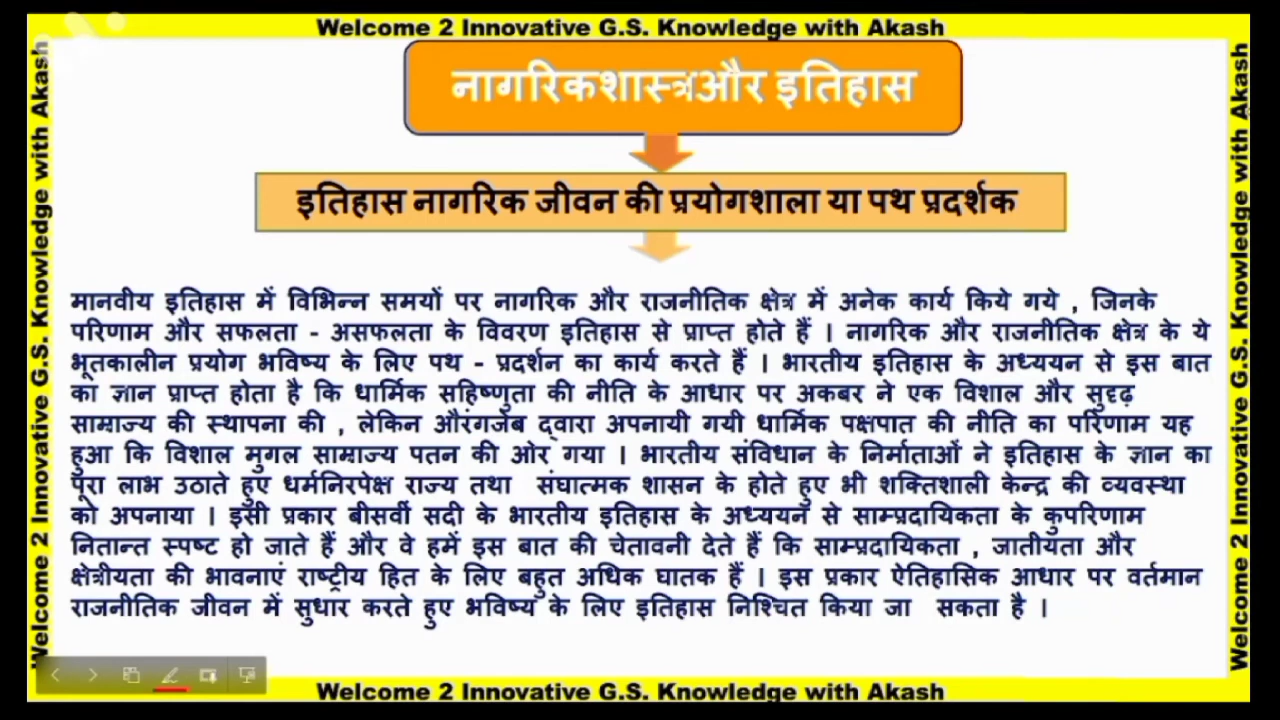 Welcome 2 Innovative G.S. Knowledge with Akash
नागरिकशास्त्रऔर इतिहास
इतिहास नागरिक जीवन की प्रयोगशाला या पथ प्रदर्शक
मानवीय इतिहास में विभिन्न समयों पर नागरिक और राजनीतिक क्षेत्र में अनेक कार्य किये गये , जिनके
परिणाम और सफलता - असफलता के विवरण इतिहास से प्राप्त होते हैं । नागरिक और राजनीतिक क्षेत्र के ये
भूतकालीन प्रयोग भविष्य के लिए पथ - प्रदर्शन का कार्य करते हैं । भारतीय इतिहास के अध्ययन से इस बात
का ज्ञान प्राप्त होता है कि धार्मिक सहिष्णुता की नीति के आधार पर अकबर ने एक विशाल और सुदृढ़
साम्राज्य की स्थापना की , लेकिन औरंगजेब द्वारा अपनायी गयी धार्मिक पक्षपात की नीति का परिणाम यह
हुआ कि विशाल मुगल साम्राज्य पतन की ओर गया । भारतीय संविधान के निर्माताओं ने इतिहास के ज्ञान का
पूरा लाभ उठाते हुए धर्मनिरपेक्ष राज्य तथा संघात्मक शासन के होते हुए भी शक्तिशाली केन्द्र की व्यवस्था
को अपनाया । इसी प्रकार बीसवीं सदी के भारतीय इतिहास के अध्ययन से साम्प्रदायिकता के कुपरिणाम
नितान्त स्पष्ट हो जाते हैं और वे हमें इस बात की चेतावनी देते हैं कि साम्प्रदायिकता , जातीयता और
क्षेत्रीयता की भावनाएं राष्ट्रीय हित के लिए बहुत अधिक घातक हैं । इस प्रकार ऐतिहासिक आधार पर वर्तमान
राजनीतिक जीवन में सुधार करते हुए भविष्य के लिए इतिहास निश्चित किया जा सकता है ।
Welcome 2 Innovative G.S. Knowledge with Akash
Welcome 2 Innovative G.S. Knowledge with Akash
Welcome 2 Innovative G.S. Knowledge with Akash